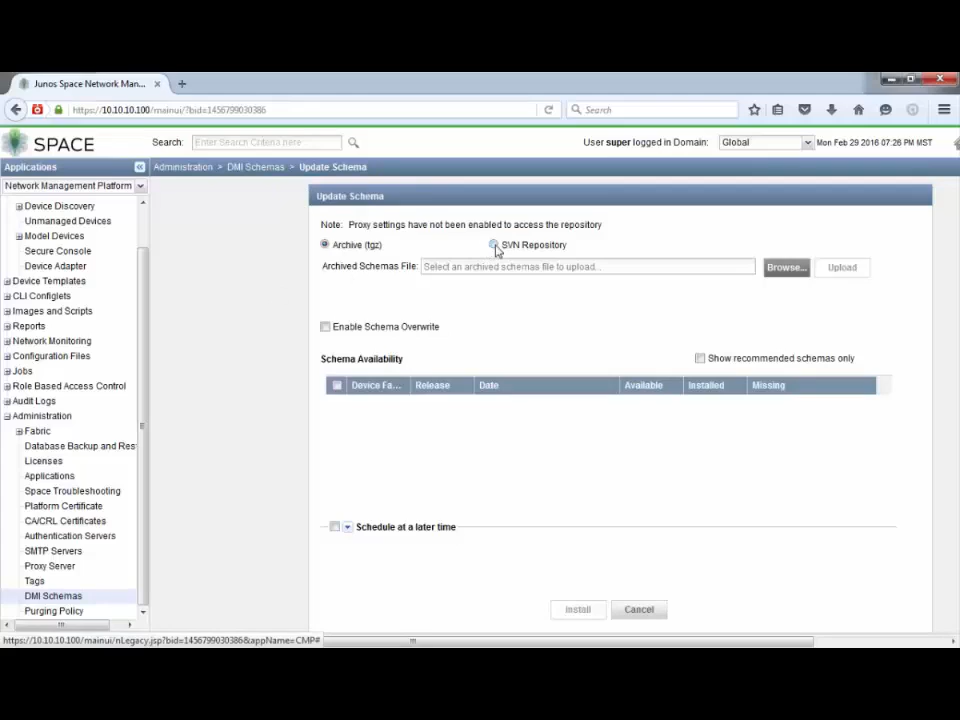 Junos Space Network Man...
https://10.10.10.100/mainui/?bid=1456799030386
Search
SPACE
Search: Enter Search Criteria here
User super logged in Domain: Global
Mon Feb 29 2016 07:26 PM MST
Applications
Administration > DMI Schemas > Update Schema
Network Management Platform
Device Discovery
Unmanaged Devices
Model Devices
Secure Console
Device Adapter
Device Templates
CLI Configlets
Images and Scripts
Reports
Network Monitoring
Configuration Files
Jobs
Role Based Access Control
Audit Logs
Administration
Fabric
Database Backup and Res
Licenses
Applications
Space Troubleshooting
Platform Certificate
CA/CRL Certificates
Authentication Servers
SMTP Servers
Proxy Server
Tags
DMI Schemas
Purging Policy
Update Schema
Note: Proxy settings have not been enabled to access the repository
Archive (tgz) SVN Repository
Archived Schemas File: Select an archived schemas file to upload... Browse... Upload
Enable Schema Overwrite
Schema Availability Show recommended schemas only
Device Fa... Release Date Available Installed Missing
Schedule at a later time
Install Cancel
https://10.10.10.100/mainui/nLegacy.jsp?bid=1456799030386&appName=CMP#